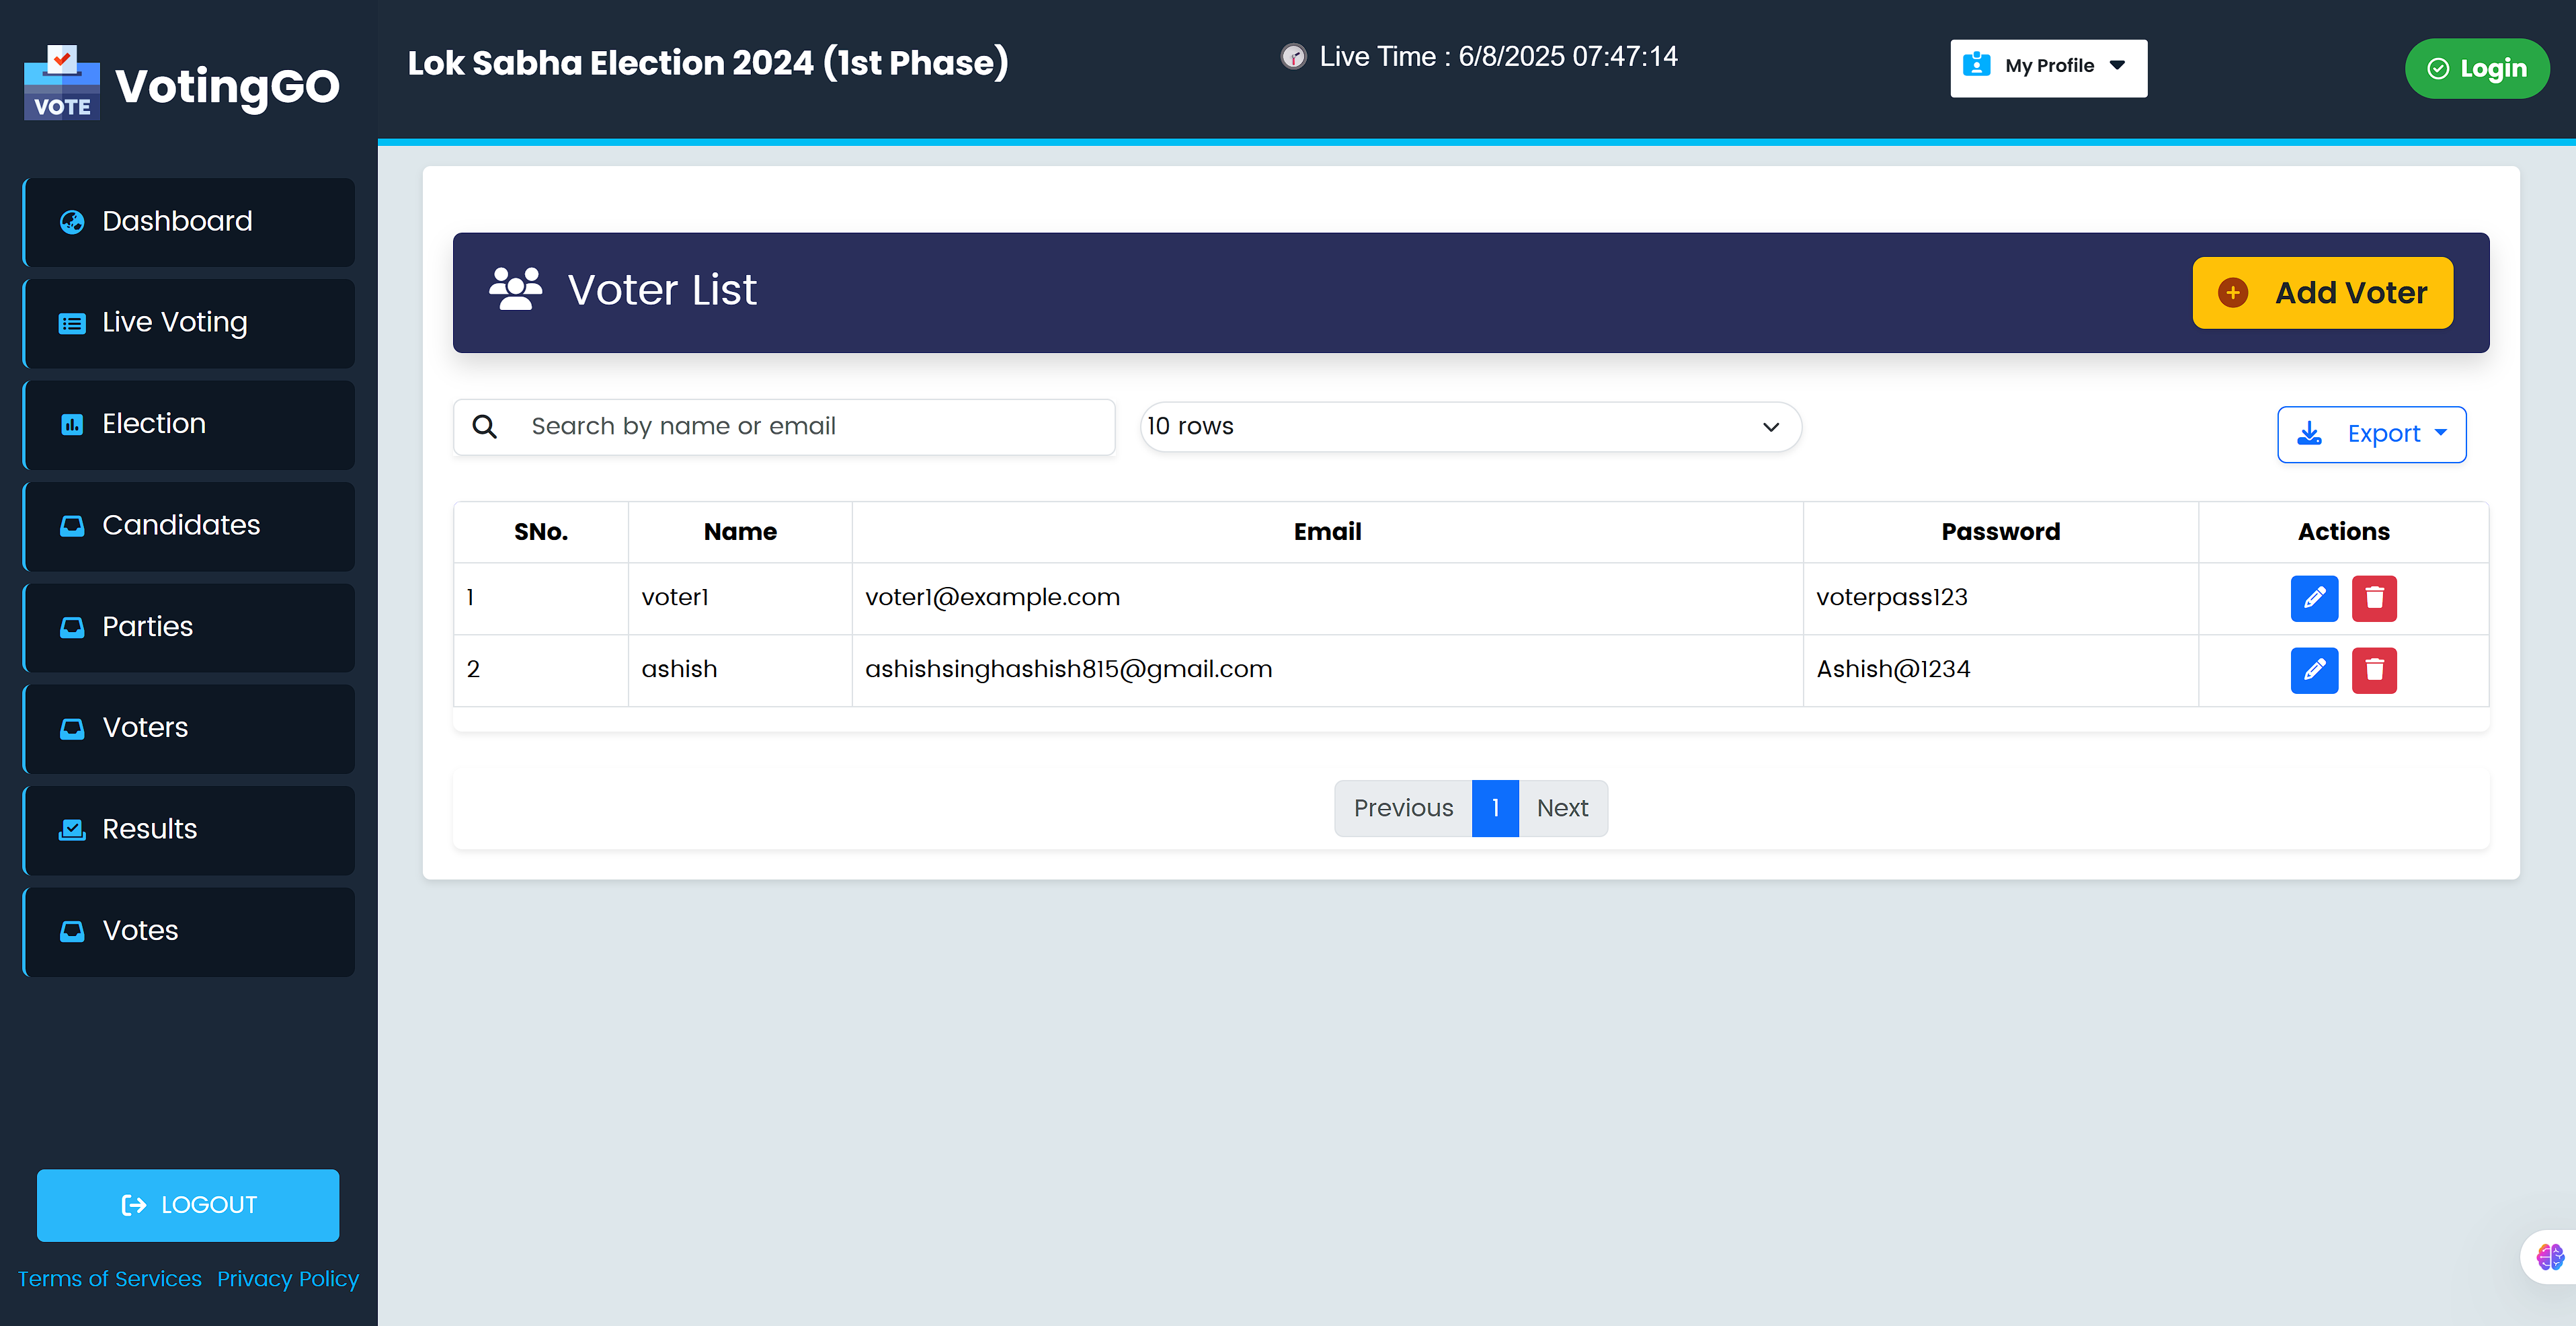 VOTE
VotingGO
Lok Sabha Election 2024 (1st Phase)
Live Time : 6/8/2025 07:47:14
My Profile
Login
Dashboard
Live Voting
Election
Candidates
Parties
Voters
Results
Votes
LOGOUT
Terms of Services Privacy Policy
Voter List
Add Voter
Search by name or email
10 rows
Export
SNo. Name Email Password Actions
1 voter1 voter1@example.com voterpass123
2 ashish ashishsinghashish815@gmail.com Ashish@1234
Previous 1 Next